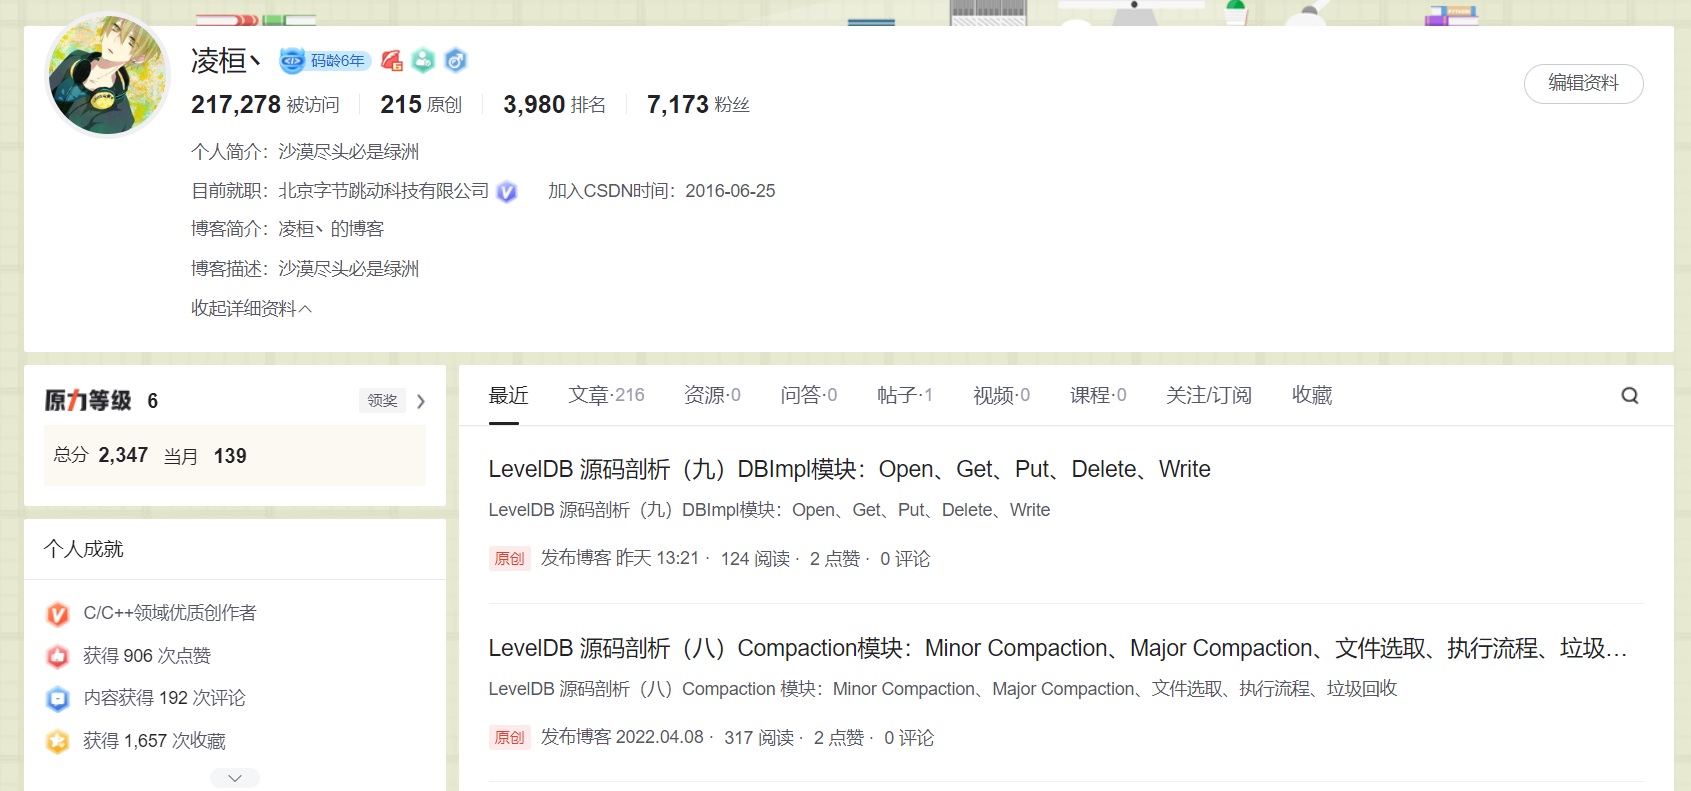 PYTHON
凌桓丶 码龄6年
编辑资料
217,278 被访问 215 原创 3,980 排名 7,173 粉丝
个人简介：沙漠尽头必是绿洲
目前就职：北京字节跳动科技有限公司 加入CSDN时间：2016-06-25
博客简介：凌桓丶的博客
博客描述：沙漠尽头必是绿洲
收起详细资料
原力等级 6 领奖
总分 2,347 当月 139
个人成就
C/C++领域优质创作者
获得 906 次点赞
内容获得 192 次评论
获得 1,657 次收藏
最近 文章·216 资源·0 问答·0 帖子·1 视频·0 课程·0 关注/订阅 收藏
LevelDB 源码剖析（九）DBImpl模块：Open、Get、Put、Delete、Write
LevelDB 源码剖析（九）DBImpl模块：Open、Get、Put、Delete、Write
原创 发布博客 昨天 13:21 · 124 阅读 · 2 点赞 · 0 评论
LevelDB 源码剖析（八）Compaction模块：Minor Compaction、Major Compaction、文件选取、执行流程、垃圾…
LevelDB 源码剖析（八）Compaction 模块：Minor Compaction、Major Compaction、文件选取、执行流程、垃圾回收
原创 发布博客 2022.04.08 · 317 阅读 · 2 点赞 · 0 评论